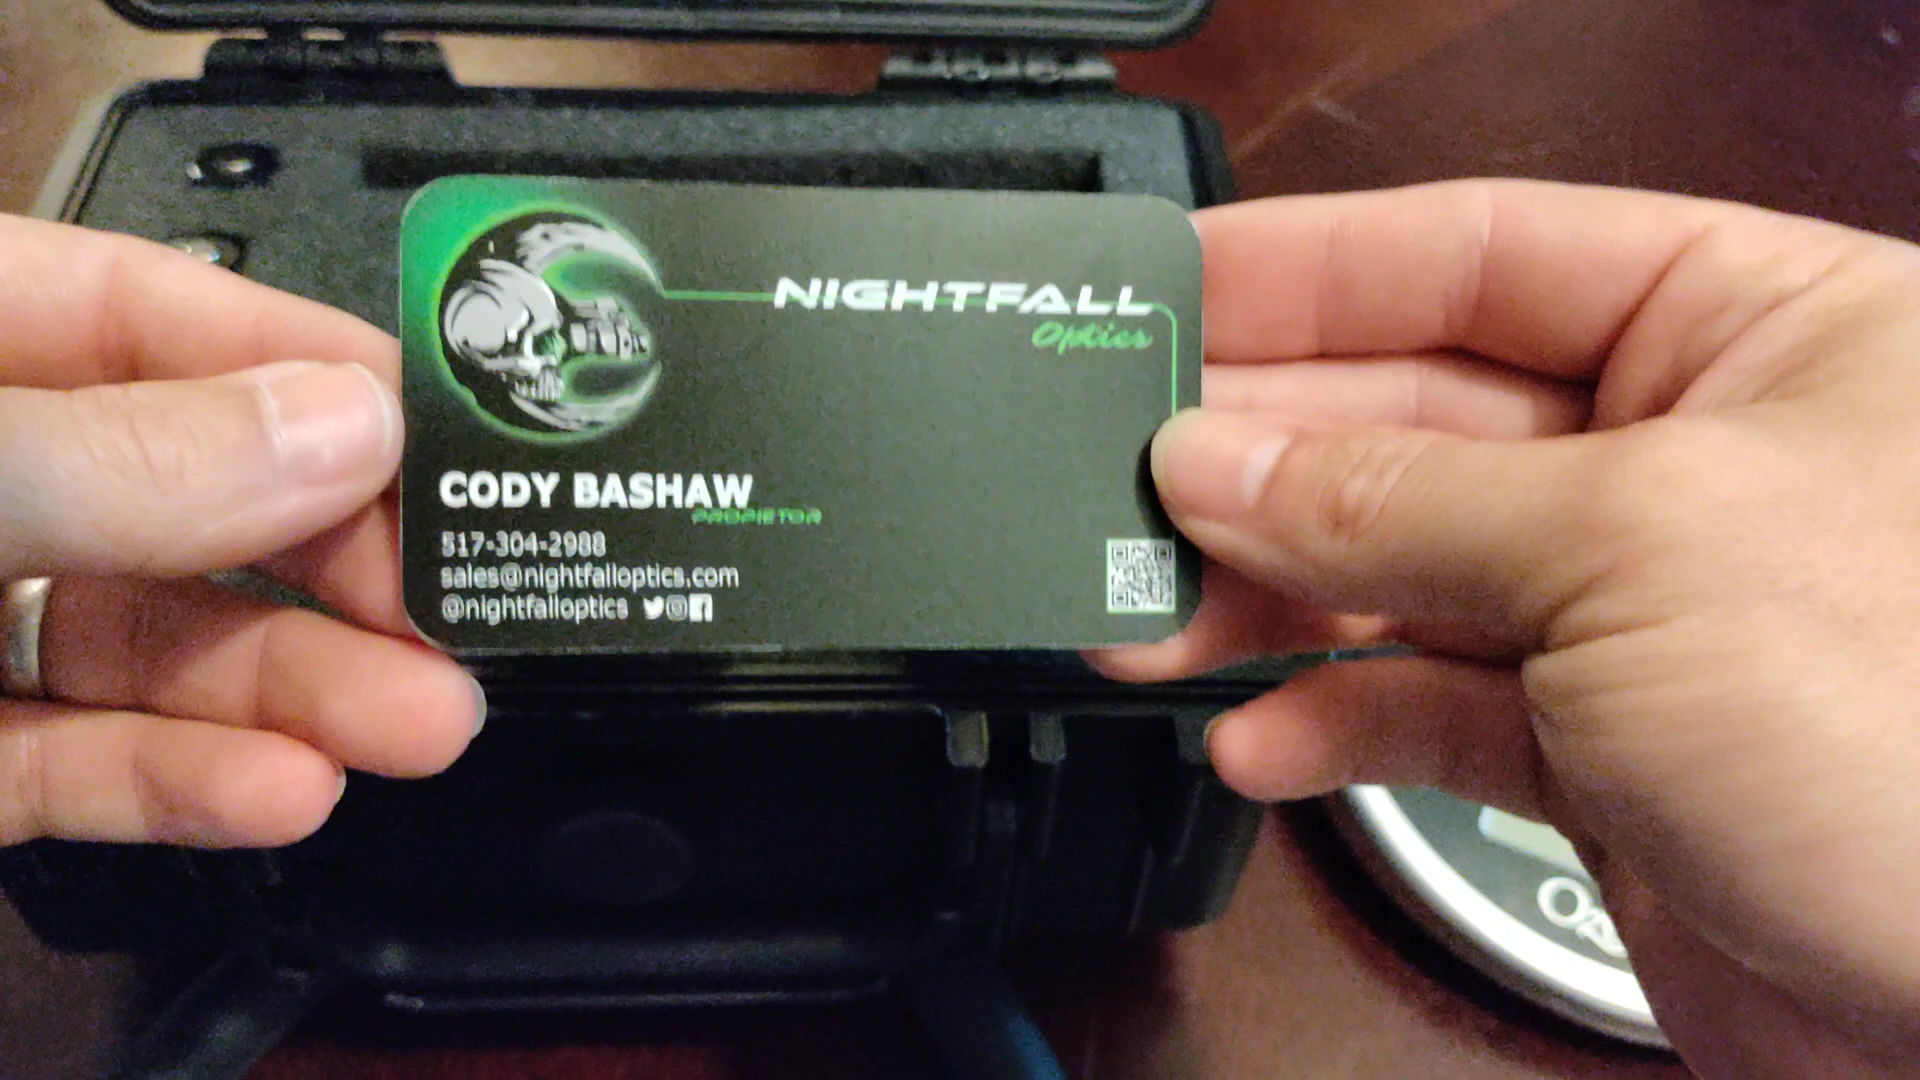 NIGHTFALL
Optics
CODY BASHAW
PROPIETOR
517-304-2988
sales@nightfalloptics.com
@nightfalloptics